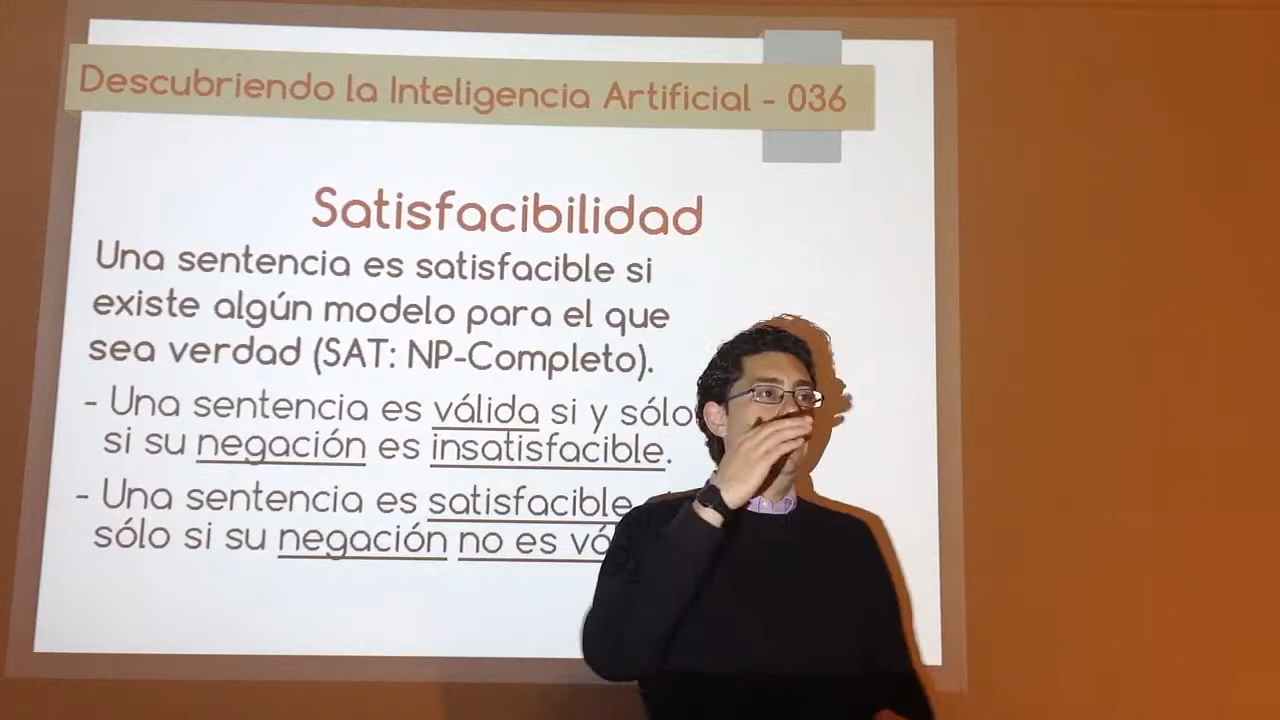 Descubriendo la Inteligencia Artificial - 036
Satisfacibilidad
Una sentencia es satisfacible si
existe algún modelo para el que
sea verdad (SAT: NP-Completo).
- Una sentencia es válida si y sólo
si su negación es insatisfacible.
- Una sentencia es satisfacible
sólo si su negación no es